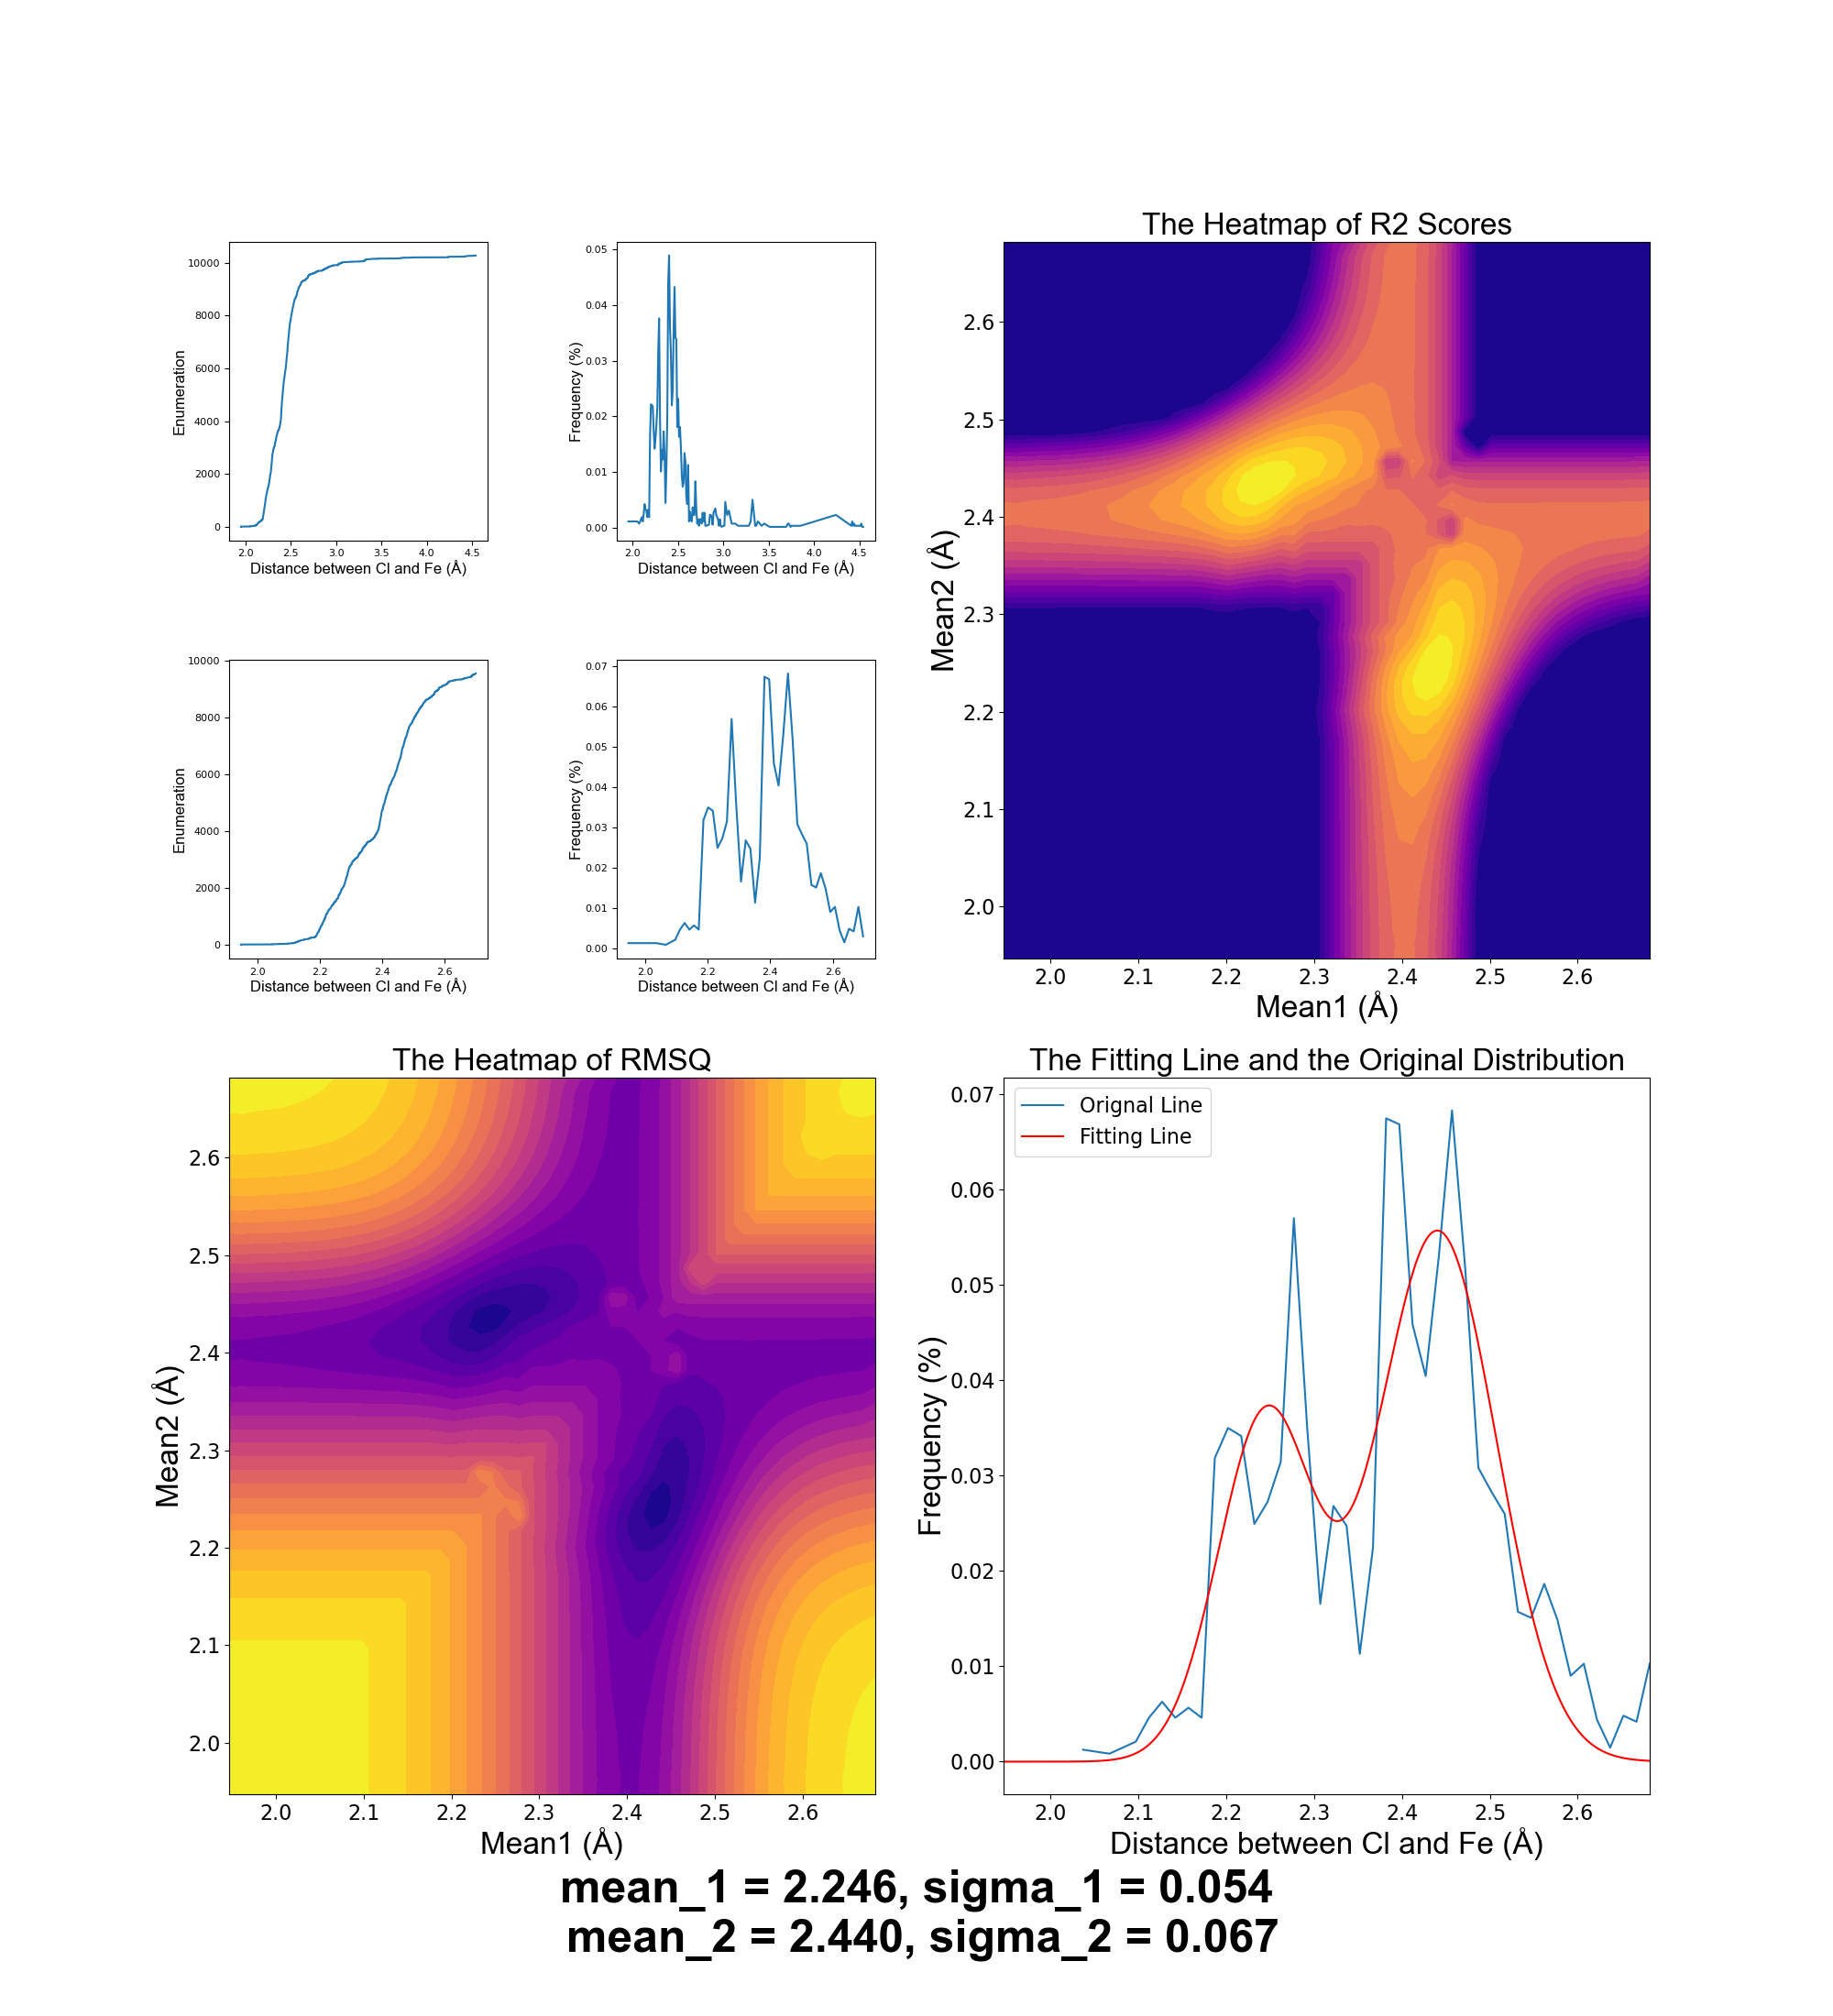 The Heatmap of R2 Scores
10000
8000
6000
4000
2000
0
Enumeration
2.0 2.5 3.0 3.5 4.0 4.5
Distance between Cl and Fe (Å)
0.05
0.04
0.03
0.02
0.01
0.00
Frequency (%)
2.0 2.5 3.0 3.5 4.0 4.5
Distance between Cl and Fe (Å)
10000
8000
6000
4000
2000
0
Enumeration
2.0 2.2 2.4 2.6
Distance between Cl and Fe (Å)
0.07
0.06
0.05
0.04
0.03
0.02
0.01
0.00
Frequency (%)
2.0 2.2 2.4 2.6
Distance between Cl and Fe (Å)
2.6
2.5
2.4
2.3
2.2
2.1
2.0
Mean2 (Å)
2.0 2.1 2.2 2.3 2.4 2.5 2.6
Mean1 (Å)
The Heatmap of RMSQ
2.6
2.5
2.4
2.3
2.2
2.1
2.0
Mean2 (Å)
2.0 2.1 2.2 2.3 2.4 2.5 2.6
Mean1 (Å)
The Fitting Line and the Original Distribution
Orignal Line
Fitting Line
0.07
0.06
0.05
0.04
0.03
0.02
0.01
0.00
Frequency (%)
2.0 2.1 2.2 2.3 2.4 2.5 2.6
Distance between Cl and Fe (Å)
mean_1 = 2.246, sigma_1 = 0.054
mean_2 = 2.440, sigma_2 = 0.067